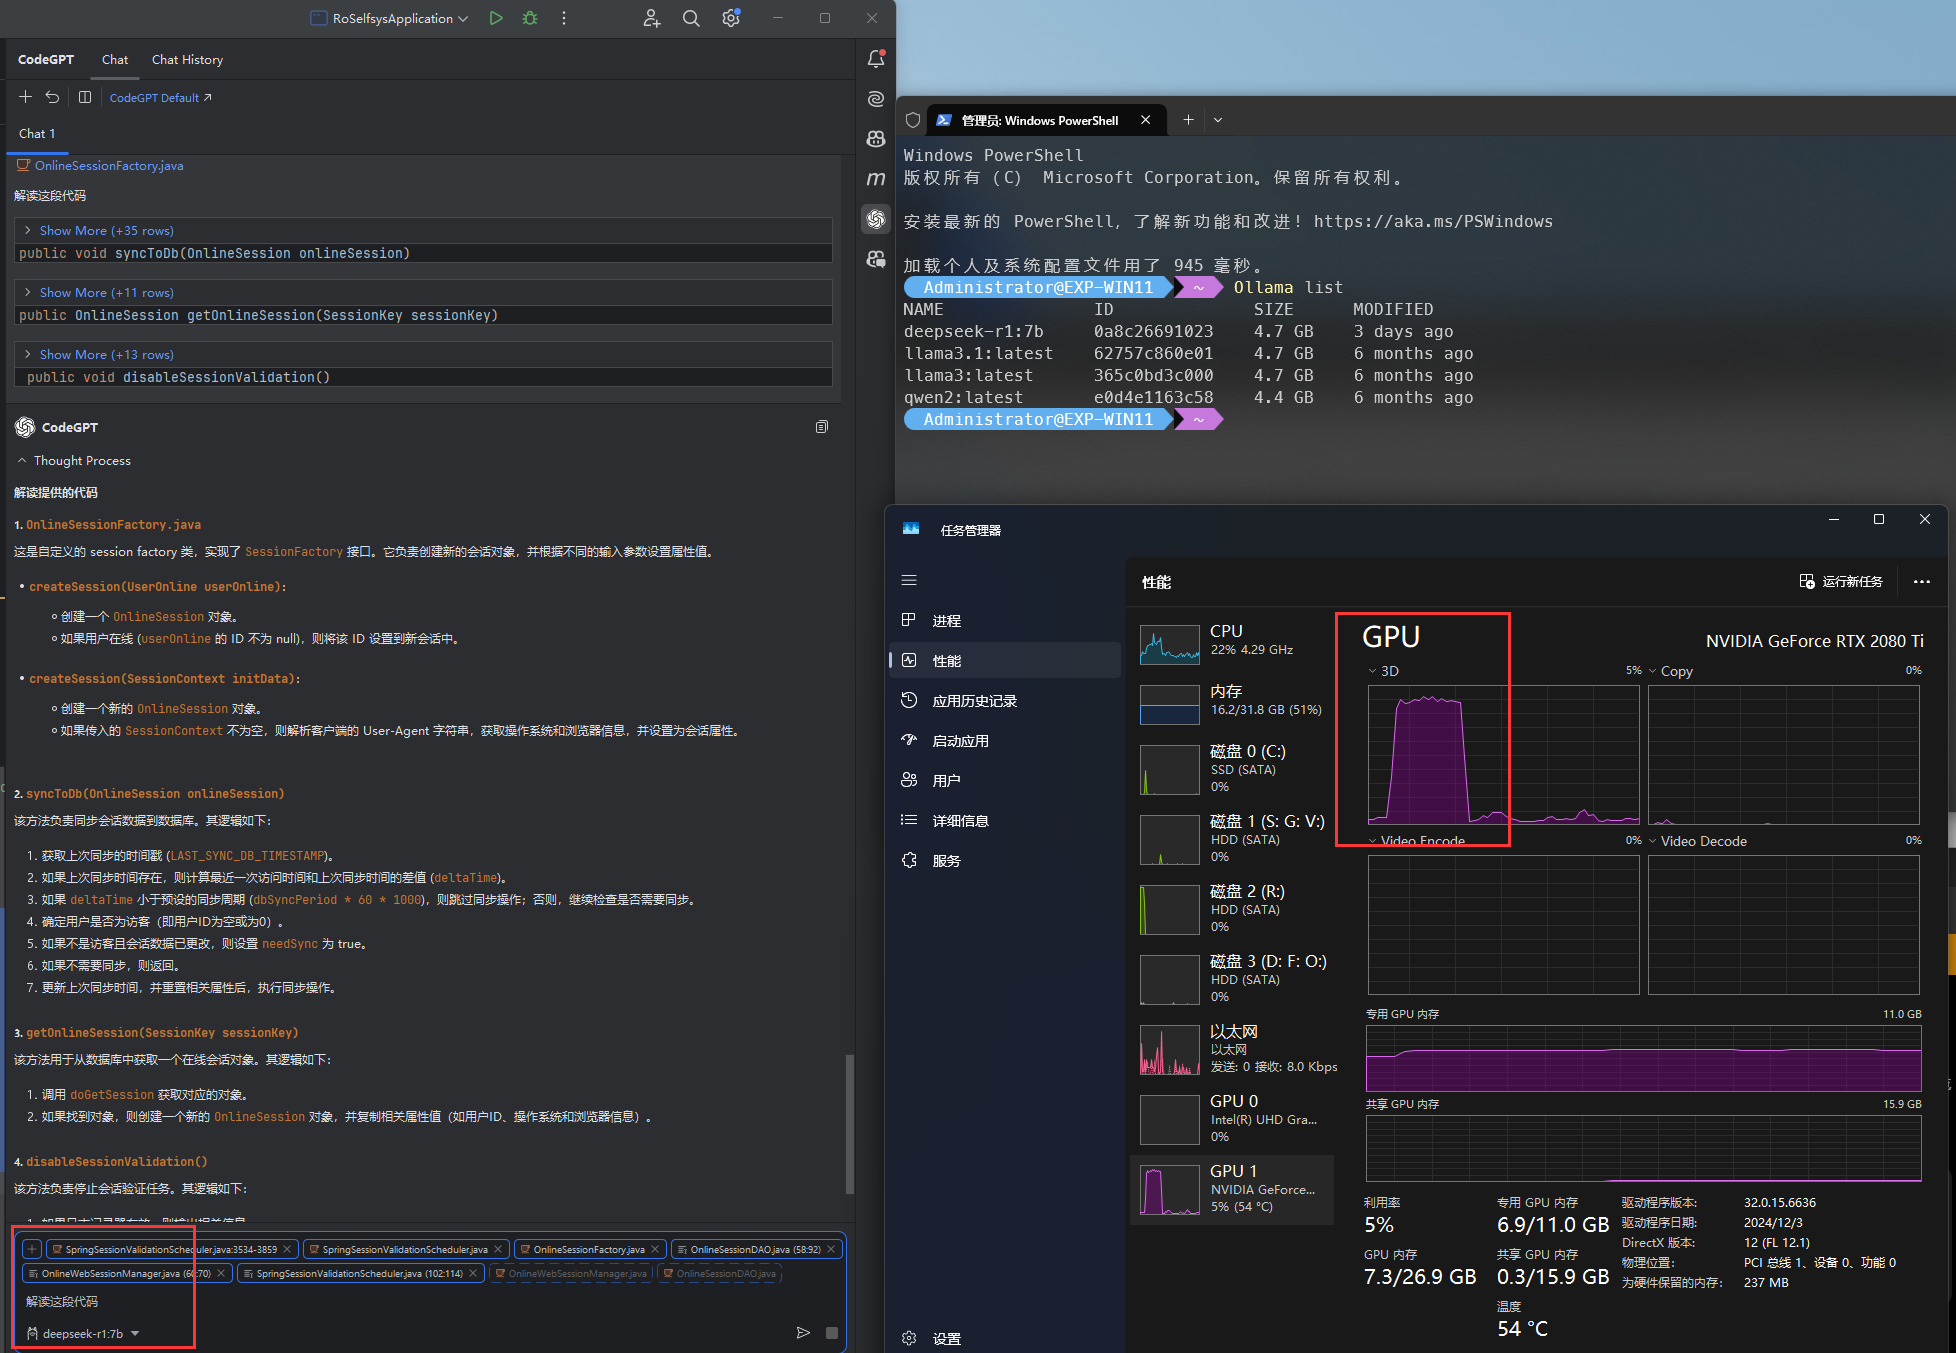 RoSelfsysApplication
CodeGPT
Chat
Chat History
CodeGPT Default ↗
Chat 1
OnlineSessionFactory.java
解读这段代码
Show More (+35 rows)
public void syncToDb(OnlineSession onlineSession)
Show More (+11 rows)
public OnlineSession getOnlineSession(SessionKey sessionKey)
Show More (+13 rows)
public void disableSessionValidation()
CodeGPT
Thought Process
解读提供的代码
1. OnlineSessionFactory.java
这是自定义的 session factory 类，实现了 SessionFactory 接口。它负责创建新的会话对象，并根据不同的输入参数设置属性值。
• createSession(UserOnline userOnline):
创建一个 OnlineSession 对象。
如果用户在线 (userOnline 的 ID 不为 null)，则将该 ID 设置到新会话中。
• createSession(SessionContext initData):
创建一个新的 OnlineSession 对象。
如果传入的 SessionContext 不为空，则解析客户端的 User-Agent 字符串，获取操作系统和浏览器信息，并设置为会话属性。
2. syncToDb(OnlineSession onlineSession)
该方法负责同步会话数据到数据库。其逻辑如下：
1. 获取上次同步的时间戳 (LAST_SYNC_DB_TIMESTAMP)。
2. 如果上次同步时间存在，则计算最近一次访问时间和上次同步时间的差值 (deltaTime)。
3. 如果 deltaTime 小于预设的同步周期 (dbSyncPeriod * 60 * 1000)，则跳过同步操作；否则，继续检查是否需要同步。
4. 确定用户是否为访客（即用户ID为空或为0）。
5. 如果不是访客且会话数据已更改，则设置 needSync 为 true。
6. 如果不需要同步，则返回。
7. 更新上次同步时间，并重置相关属性后，执行同步操作。
3. getOnlineSession(SessionKey sessionKey)
该方法用于从数据库中获取一个在线会话对象。其逻辑如下：
1. 调用 doGetSession 获取对应的对象。
2. 如果找到对象，则创建一个新的 OnlineSession 对象，并复制相关属性值（如用户ID、操作系统和浏览器信息）。
4. disableSessionValidation()
该方法负责停止会话验证任务。其逻辑如下：
SpringSessionValidationScheduler.java:3534-3859
SpringSessionValidationScheduler.java
OnlineSessionFactory.java
OnlineSessionDAO.java (58:92)
OnlineWebSessionManager.java (60:70)
SpringSessionValidationScheduler.java (102:114)
OnlineWebSessionManager.java
OnlineSessionDAO.java
解读这段代码
deepseek-r1:7b
管理员: Windows PowerShell
Windows PowerShell
版权所有 (C) Microsoft Corporation。保留所有权利。
安装最新的 PowerShell，了解新功能和改进！https://aka.ms/PSWindows
加载个人及系统配置文件用了 945 毫秒。
Administrator@EXP-WIN11 ~ Ollama list
NAME ID SIZE MODIFIED
deepseek-r1:7b 0a8c26691023 4.7 GB 3 days ago
llama3.1:latest 62757c860e01 4.7 GB 6 months ago
llama3:latest 365c0bd3c000 4.7 GB 6 months ago
qwen2:latest e0d4e1163c58 4.4 GB 6 months ago
Administrator@EXP-WIN11 ~
任务管理器
进程
性能
应用历史记录
启动应用
用户
详细信息
服务
设置
性能
运行新任务
CPU
22% 4.29 GHz
内存
16.2/31.8 GB (51%)
磁盘 0 (C:)
SSD (SATA)
0%
磁盘 1 (S: G: V:)
HDD (SATA)
0%
磁盘 2 (R:)
HDD (SATA)
0%
磁盘 3 (D: F: O:)
HDD (SATA)
0%
以太网
以太网
发送: 0 接收: 8.0 Kbps
GPU 0
Intel(R) UHD Gra...
0%
GPU 1
NVIDIA GeForce...
5% (54 °C)
GPU
NVIDIA GeForce RTX 2080 Ti
3D 5%
Copy 0%
Video Encode 0%
Video Decode 0%
专用 GPU 内存 11.0 GB
共享 GPU 内存 15.9 GB
利用率
5%
专用 GPU 内存
6.9/11.0 GB
GPU 内存
7.3/26.9 GB
共享 GPU 内存
0.3/15.9 GB
温度
54 °C
驱动程序版本: 32.0.15.6636
驱动程序日期: 2024/12/3
DirectX 版本: 12 (FL 12.1)
物理位置: PCI 总线 1、设备 0、功能 0
为硬件保留的内存: 237 MB